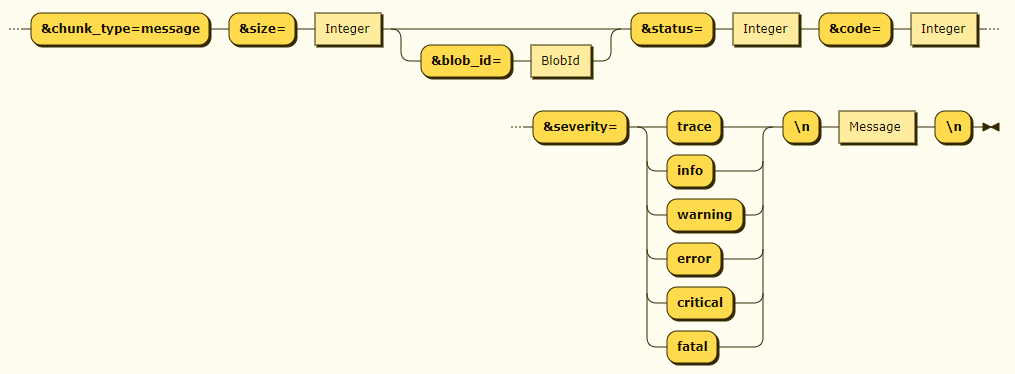 &chunk_type=message &size= Integer &status= Integer &code= Integer
&blob_id= BlobId
&severity= trace \n Message \n
info
warning
error
critical
fatal